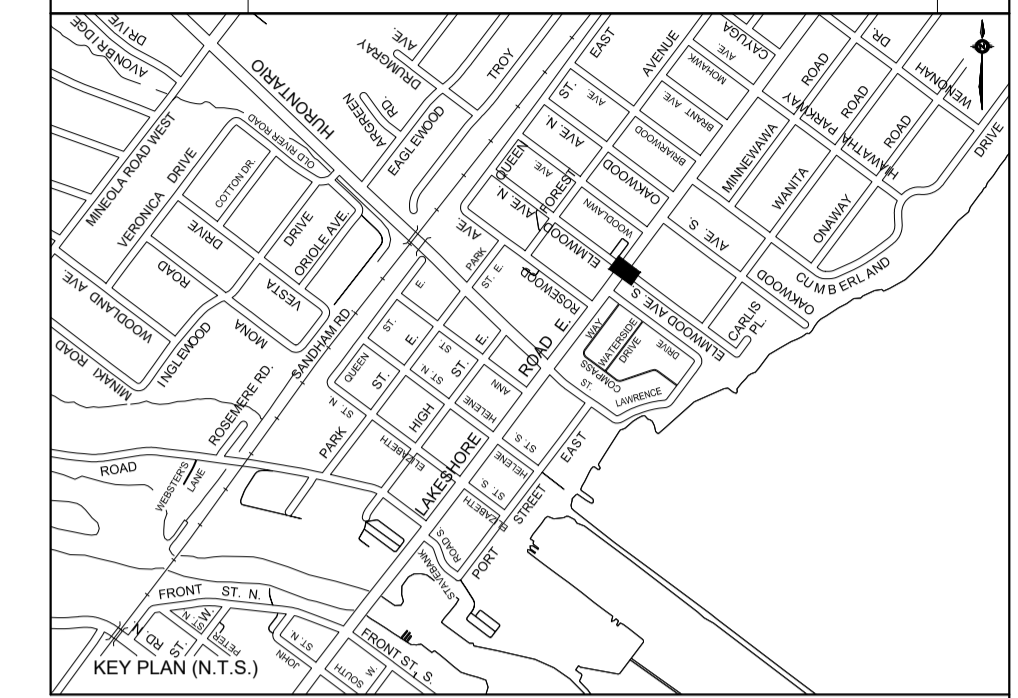 AVONBRIDGE
DRIVE
MINEOLA ROAD WEST
VERONICA DRIVE
COTTON DR.
OLD RIVER ROAD
HURONTARIO
ARGREEN
RD.
DRUMGRAY
AVE.
EAGLEWOOD
TROY
EAST
AVENUE
ST.
AVE.
AVE. N.
QUEEN
AVE.
AVE. N
FOREST
MOHAWK
AVE.
CAYUGA
BRANT AVE.
BRIARWOOD
OAKWOOD
WOODLAWN
ELMWOOD
ROAD
PARKWAY
ROAD
HIAWATHA
ROAD
DR.
WENONAH
DRIVE
N
MINNEWAWA
WANITA
ONAWAY
CUMBERLAND
OAKWOOD
AVE. S.
CARLIS
PL.
ELMWOOD AVE. S.
ROSEWOOD
AVE.
PARK
ST. E.
DRIVE
ROAD
DRIVE
ORIOLE AVE.
VESTA
MONA
INGLEWOOD
WOODLAND AVE.
MINAKI ROAD
SANDHAM RD
ROSEMERE RD.
WEBSTER'S
LANE
ROAD
QUEEN
ST.
E.
PARK
ST. N.
ST.
E.
HIGH
ST.
E.
ST.
ST. N.
ELIZABETH
HELENE
ANN
LAKESHORE
ROAD E.
WAY
COMPASS
WATERSIDE
DRIVE
DRIVE
ST.
LAWRENCE
ST. S.
HELENE
ST. S.
ELIZABETH
EAST
STREET
PORT
ROAD S.
STAVEBANK
FRONT ST. N.
N.
RD.
ST.
ST. W.
N.
PETER
ST. N.
JOHN
FRONT ST. S.
SOUTH
W.
KEY PLAN (N.T.S.)